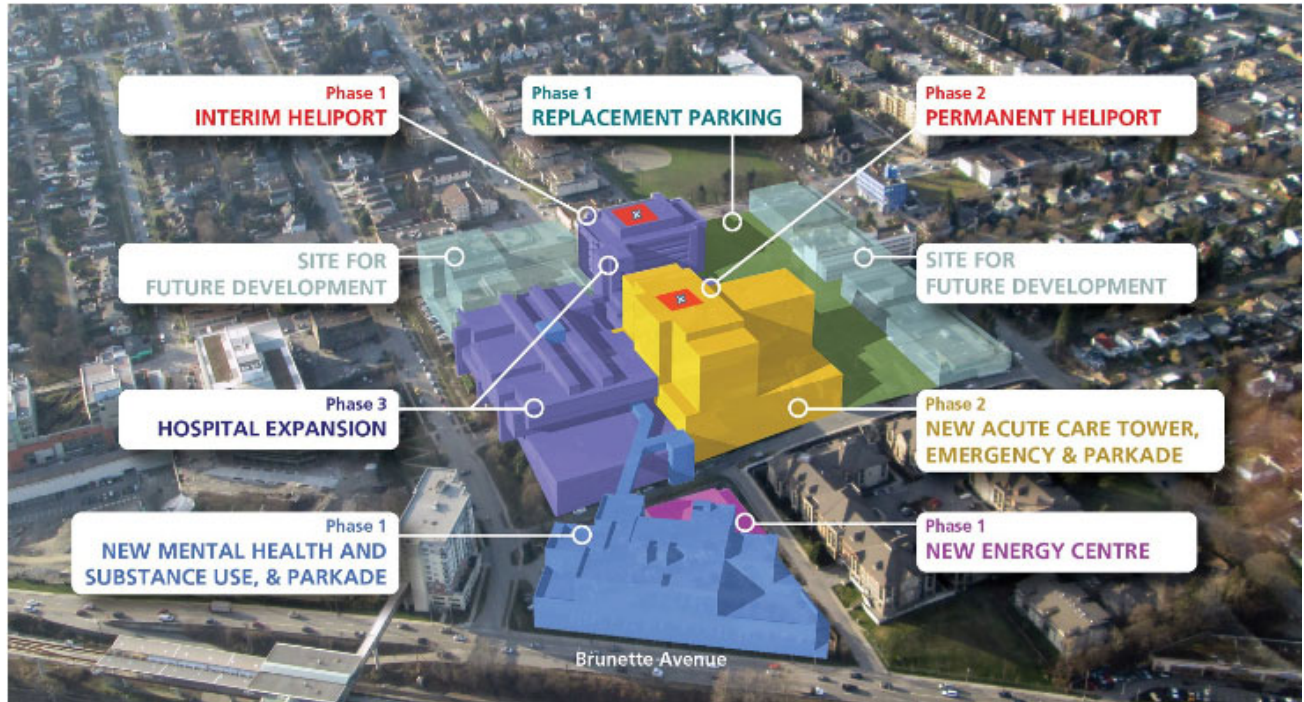 Phase 1
INTERIM HELIPORT
Phase 1
REPLACEMENT PARKING
Phase 2
PERMANENT HELIPORT
SITE FOR
FUTURE DEVELOPMENT
SITE FOR
FUTURE DEVELOPMENT
Phase 3
HOSPITAL EXPANSION
Phase 2
NEW ACUTE CARE TOWER,
EMERGENCY & PARKADE
Phase 1
NEW MENTAL HEALTH AND
SUBSTANCE USE, & PARKADE
Phase 1
NEW ENERGY CENTRE
Brunette Avenue